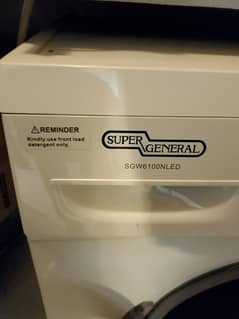 ⚠REMINDER
Kindly use front load
detergent only.
SUPER
GENERAL
SGW6100NLED